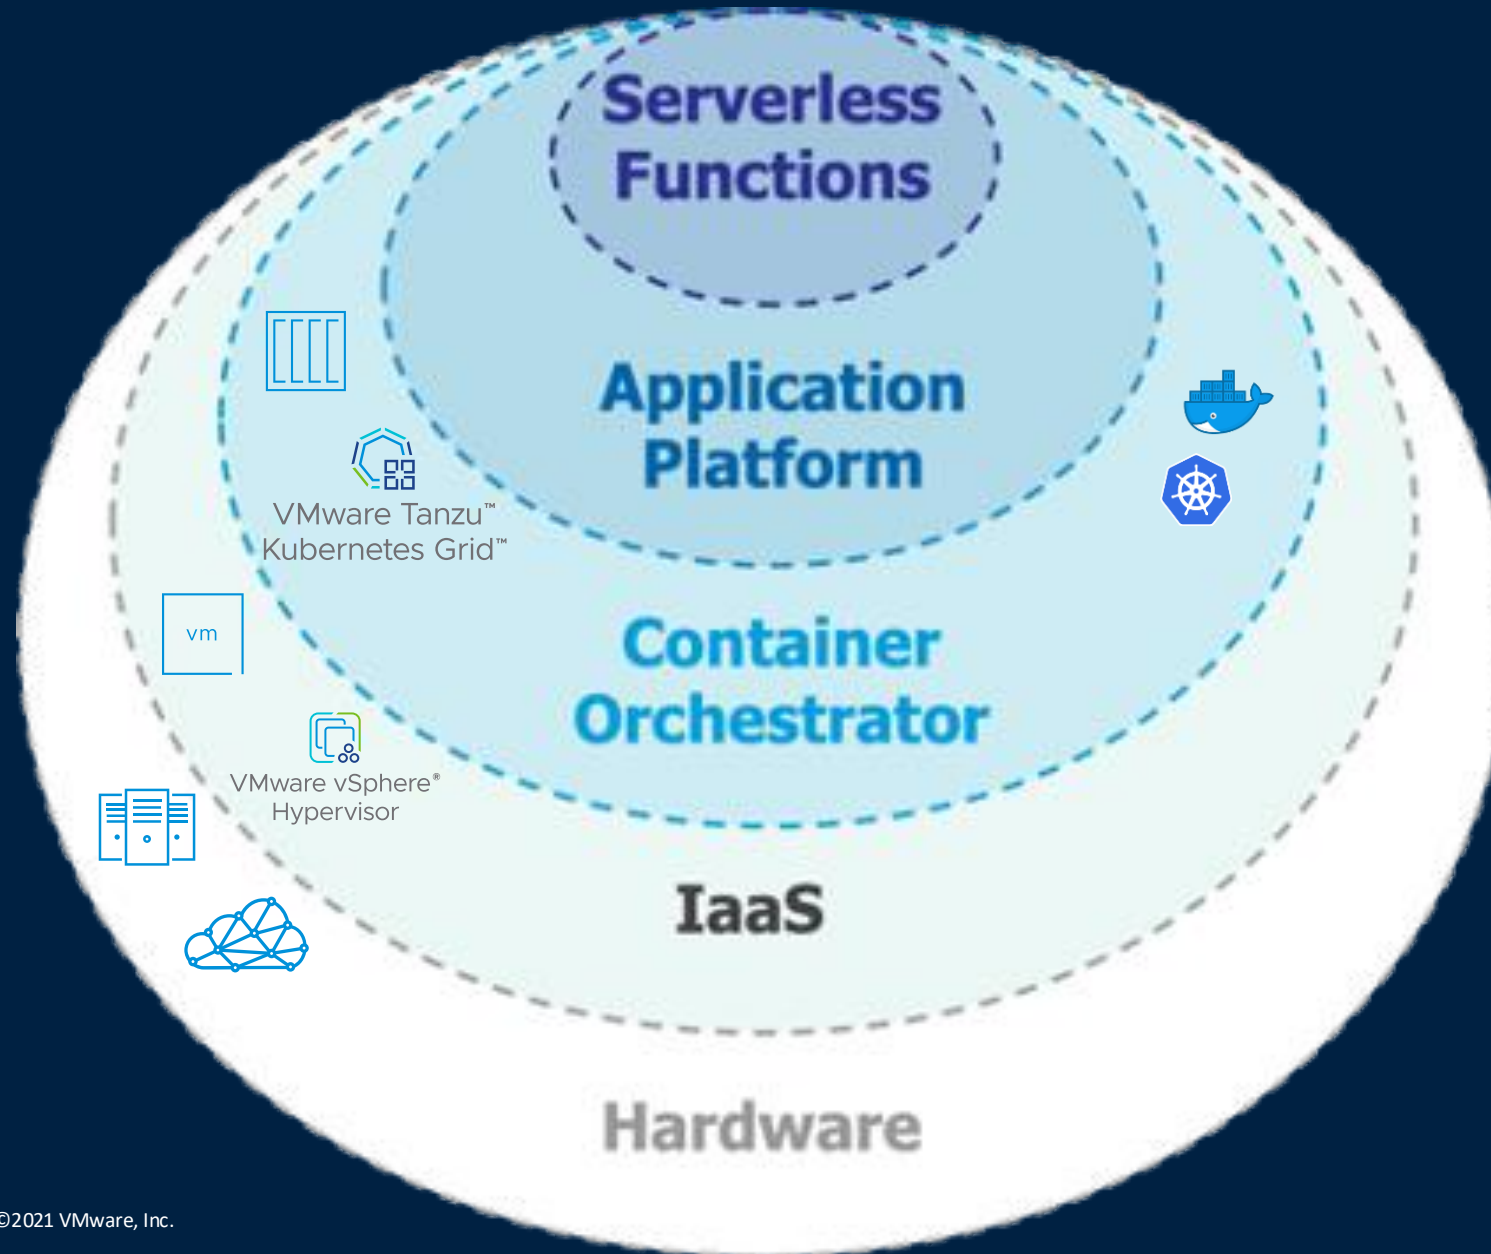 Serverless
Functions
Application
Platform
VMware Tanzu™
Kubernetes Grid™
vm
Container
Orchestrator
VMware vSphere®
Hypervisor
IaaS
Hardware
©2021 VMware, Inc.